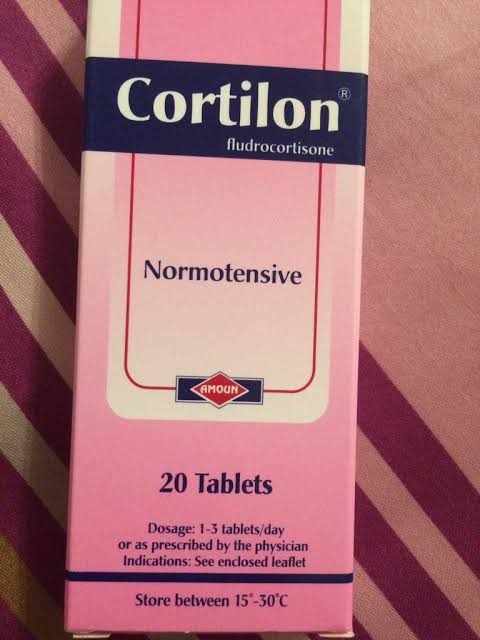 Cortilon®
fludrocortisone
Normotensive
AMOUN
20 Tablets
Dosage: 1-3 tablets/day
or as prescribed by the physician
Indications: See enclosed leaflet
Store between 15°-30°C